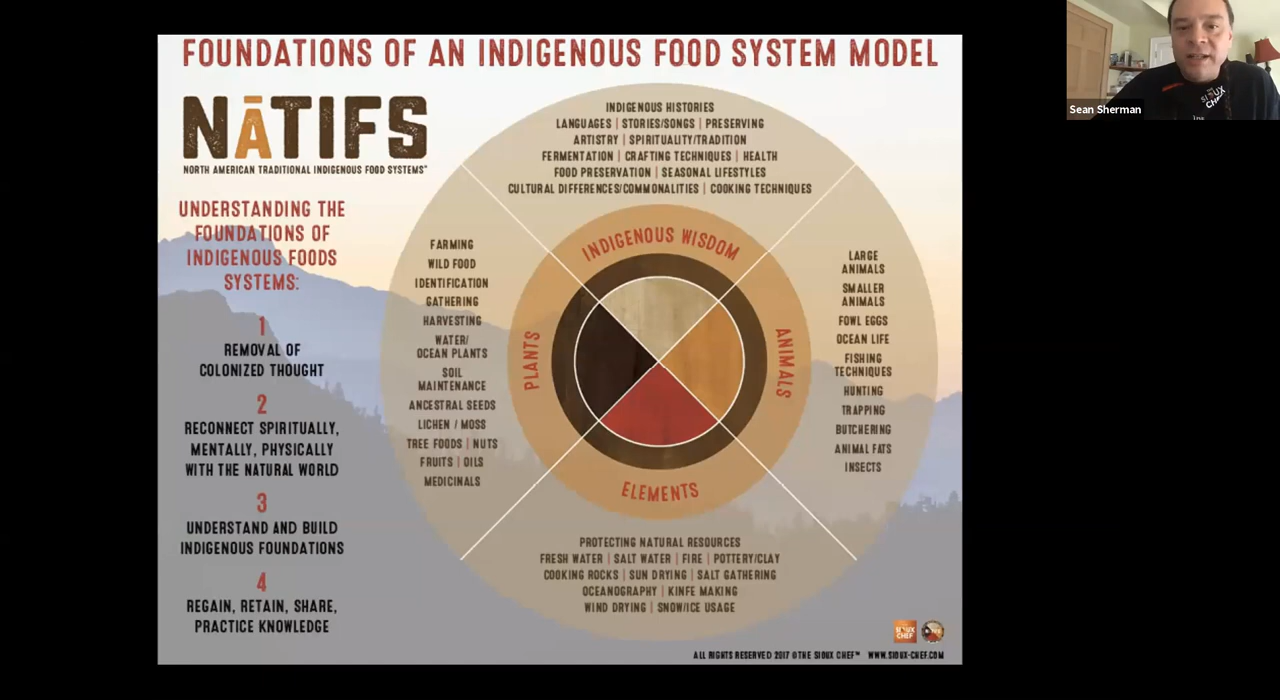 FOUNDATIONS OF AN INDIGENOUS FOOD SYSTEM MODEL
NĀTIFS
NORTH AMERICAN TRADITIONAL INDIGENOUS FOOD SYSTEMS
UNDERSTANDING THE
FOUNDATIONS OF
INDIGENOUS FOODS
SYSTEMS:
1
REMOVAL OF
COLONIZED THOUGHT
2
RECONNECT SPIRITUALLY,
MENTALLY, PHYSICALLY
WITH THE NATURAL WORLD
3
UNDERSTAND AND BUILD
INDIGENOUS FOUNDATIONS
4
REGAIN, RETAIN, SHARE,
PRACTICE KNOWLEDGE
INDIGENOUS HISTORIES
LANGUAGES | STORIES/SONGS | PRESERVING
ARTISTRY | SPIRITUALITY/TRADITION
FERMENTATION | CRAFTING TECHNIQUES | HEALTH
FOOD PRESERVATION | SEASONAL LIFESTYLES
CULTURAL DIFFERENCES/COMMONALITIES | COOKING TECHNIQUES
INDIGENOUS WISDOM
FARMING
WILD FOOD
IDENTIFICATION
GATHERING
HARVESTING
WATER/
OCEAN PLANTS
SOIL
MAINTENANCE
ANCESTRAL SEEDS
LICHEN / MOSS
TREE FOODS | NUTS
FRUITS | OILS
MEDICINALS
PLANTS
ANIMALS
LARGE
ANIMALS
SMALLER
ANIMALS
FOWL EGGS
OCEAN LIFE
FISHING
TECHNIQUES
HUNTING
TRAPPING
BUTCHERING
ANIMAL FATS
INSECTS
ELEMENTS
PROTECTING NATURAL RESOURCES
FRESH WATER | SALT WATER | FIRE | POTTERY/CLAY
COOKING ROCKS | SUN DRYING | SALT GATHERING
OCEANOGRAPHY | KINFE MAKING
WIND DRYING | SNOW/ICE USAGE
SIOUX
CHEF
ALL RIGHTS RESERVED 2017 ©THE SIOUX CHEF™ WWW.SIOUX-CHEF.COM
SIOUX
CHEF
Sean Sherman